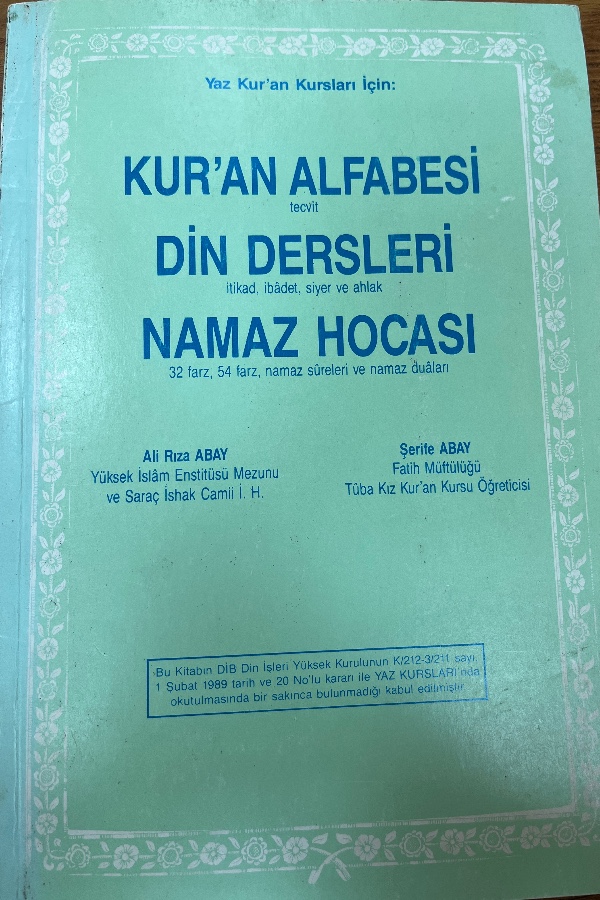 Yaz Kur'an Kursları İçin:
KUR'AN ALFABESİ
tecvit
DİN DERSLERİ
itikad, ibâdet, siyer ve ahlak
NAMAZ HOCASI
32 farz, 54 farz, namaz sûreleri ve namaz duâları
Ali Rıza ABAY
Yüksek İslâm Enstitüsü Mezunu
ve Saraç İshak Camii İ. H.
Şerife ABAY
Fatih Müftülüğü
Tûba Kız Kur'an Kursu Öğreticisi
Bu Kitabın DİB Din İşleri Yüksek Kurulunun K/212-3/211 sayı,
1 Şubat 1989 tarih ve 20 No'lu kararı ile YAZ KURSLARI'nda
okutulmasında bir sakınca bulunmadığı kabul edilmiştir.